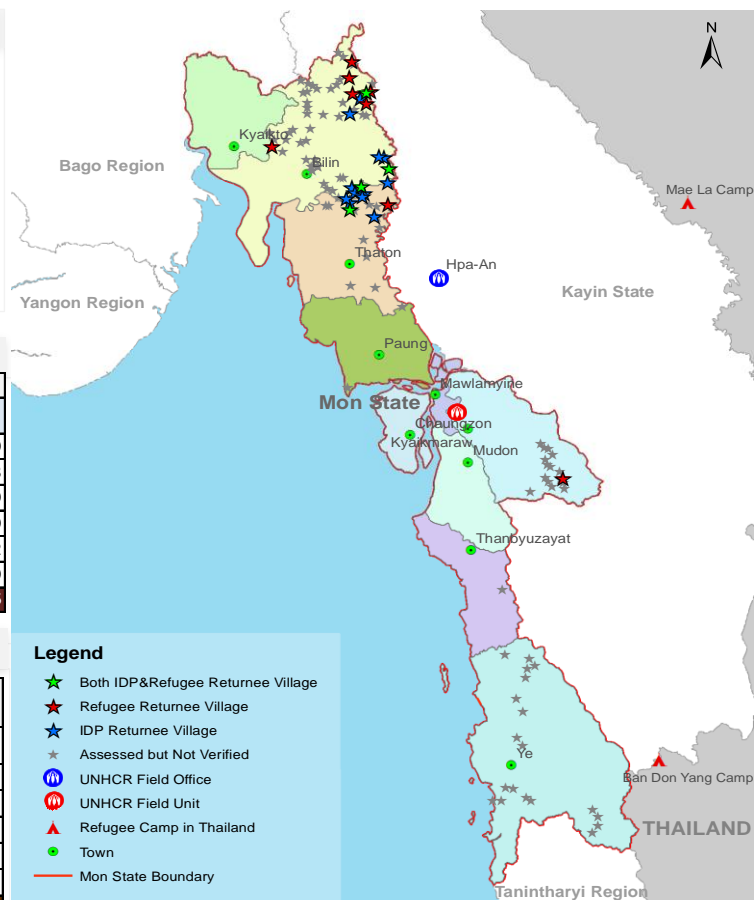 N
Kyaikto
Bago Region
Bilin
Mae La Camp
Thaton
Hpa-An
Kayin State
Yangon Region
Paung
Mawlamyine
Mon State
Chaungzon
Kyaikmaraw
Mudon
Thanbyuzayat
Legend
Both IDP&Refugee Returnee Village
Refugee Returnee Village
IDP Returnee Village
Assessed but Not Verified
UNHCR Field Office
UNHCR Field Unit
Refugee Camp in Thailand
Town
Mon State Boundary
Ye
Ban Don Yang Camp
THAILAND
Tanintharyi Region